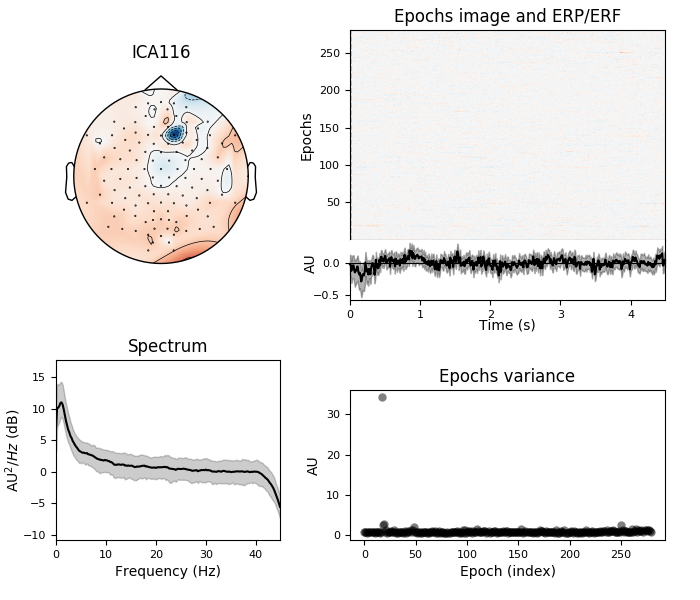 ICA116
Epochs image and ERP/ERF
Epochs
250
200
150
100
50
AU
0.0
−0.5
0 1 2 3 4
Time (s)
Spectrum
AU²/Hz (dB)
15
10
5
0
−5
−10
0 10 20 30 40
Frequency (Hz)
Epochs variance
AU
30
20
10
0
0 50 100 150 200 250
Epoch (index)